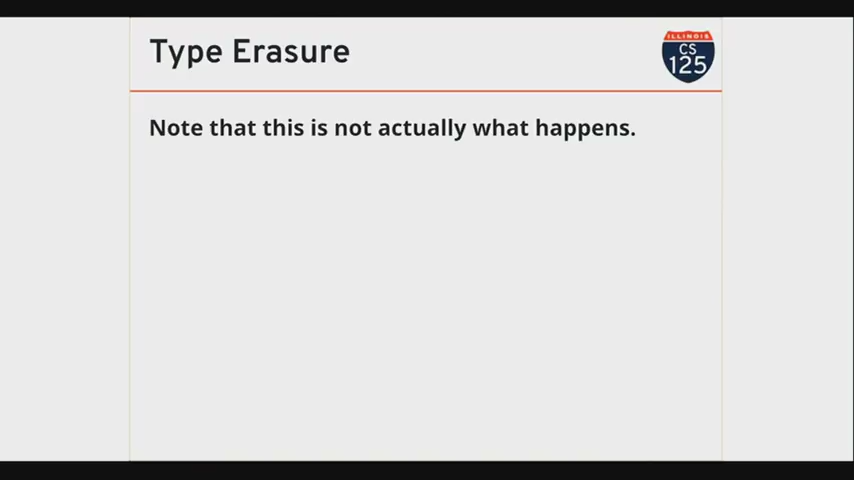 Type Erasure
ILLINOIS
CS
125
Note that this is not actually what happens.